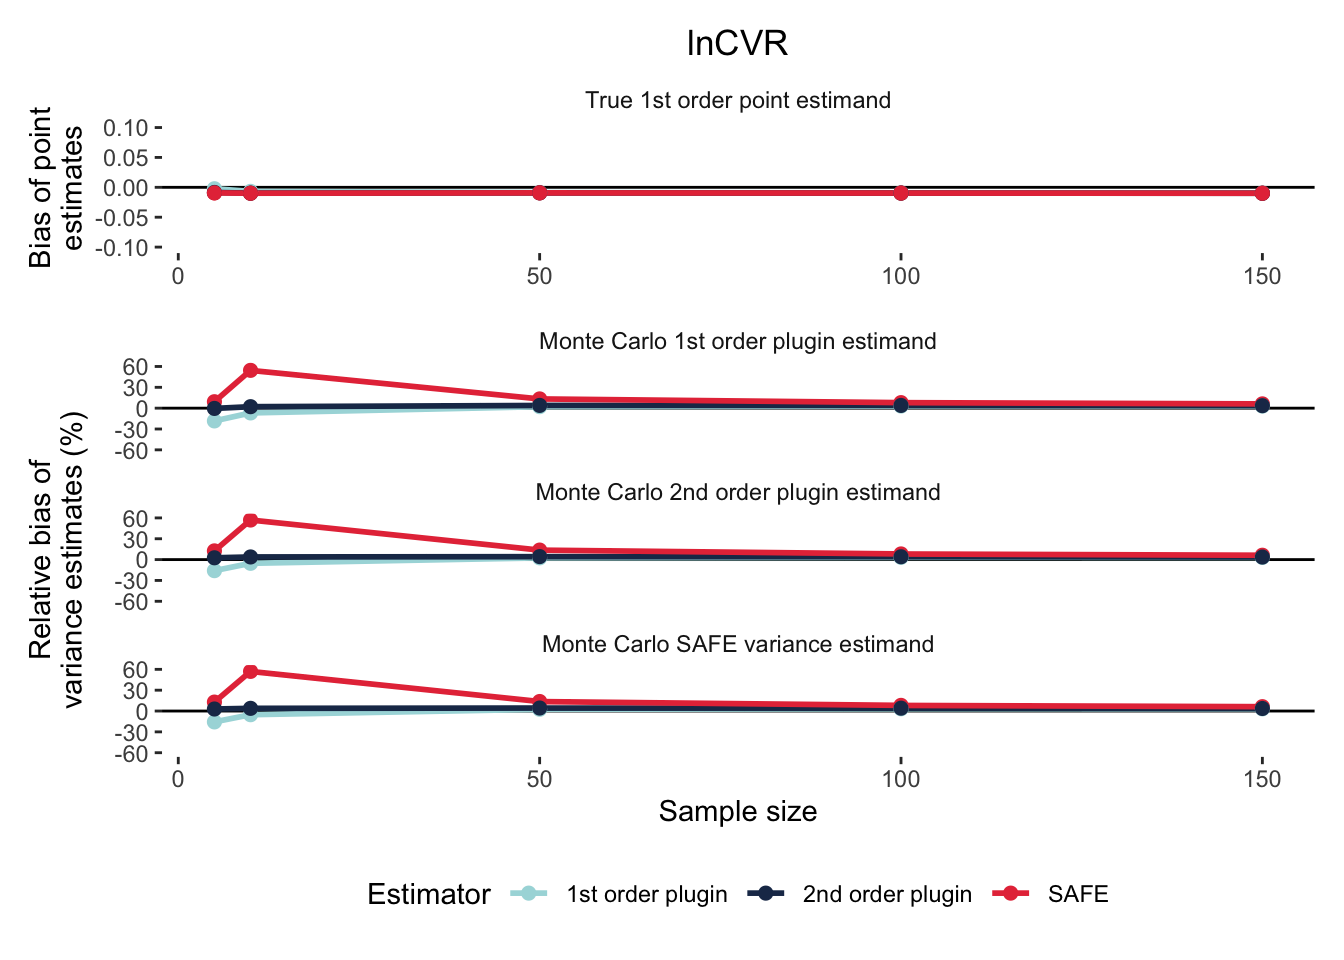 lnCVR
True 1st order point estimand
Bias of point
estimates
0.10
0.05
0.00
-0.05
-0.10
0 50 100 150
Monte Carlo 1st order plugin estimand
Relative bias of
variance estimates (%)
60
30
0
-30
-60
Monte Carlo 2nd order plugin estimand
60
30
0
-30
-60
Monte Carlo SAFE variance estimand
60
30
0
-30
-60
0 50 100 150
Sample size
Estimator 1st order plugin 2nd order plugin SAFE